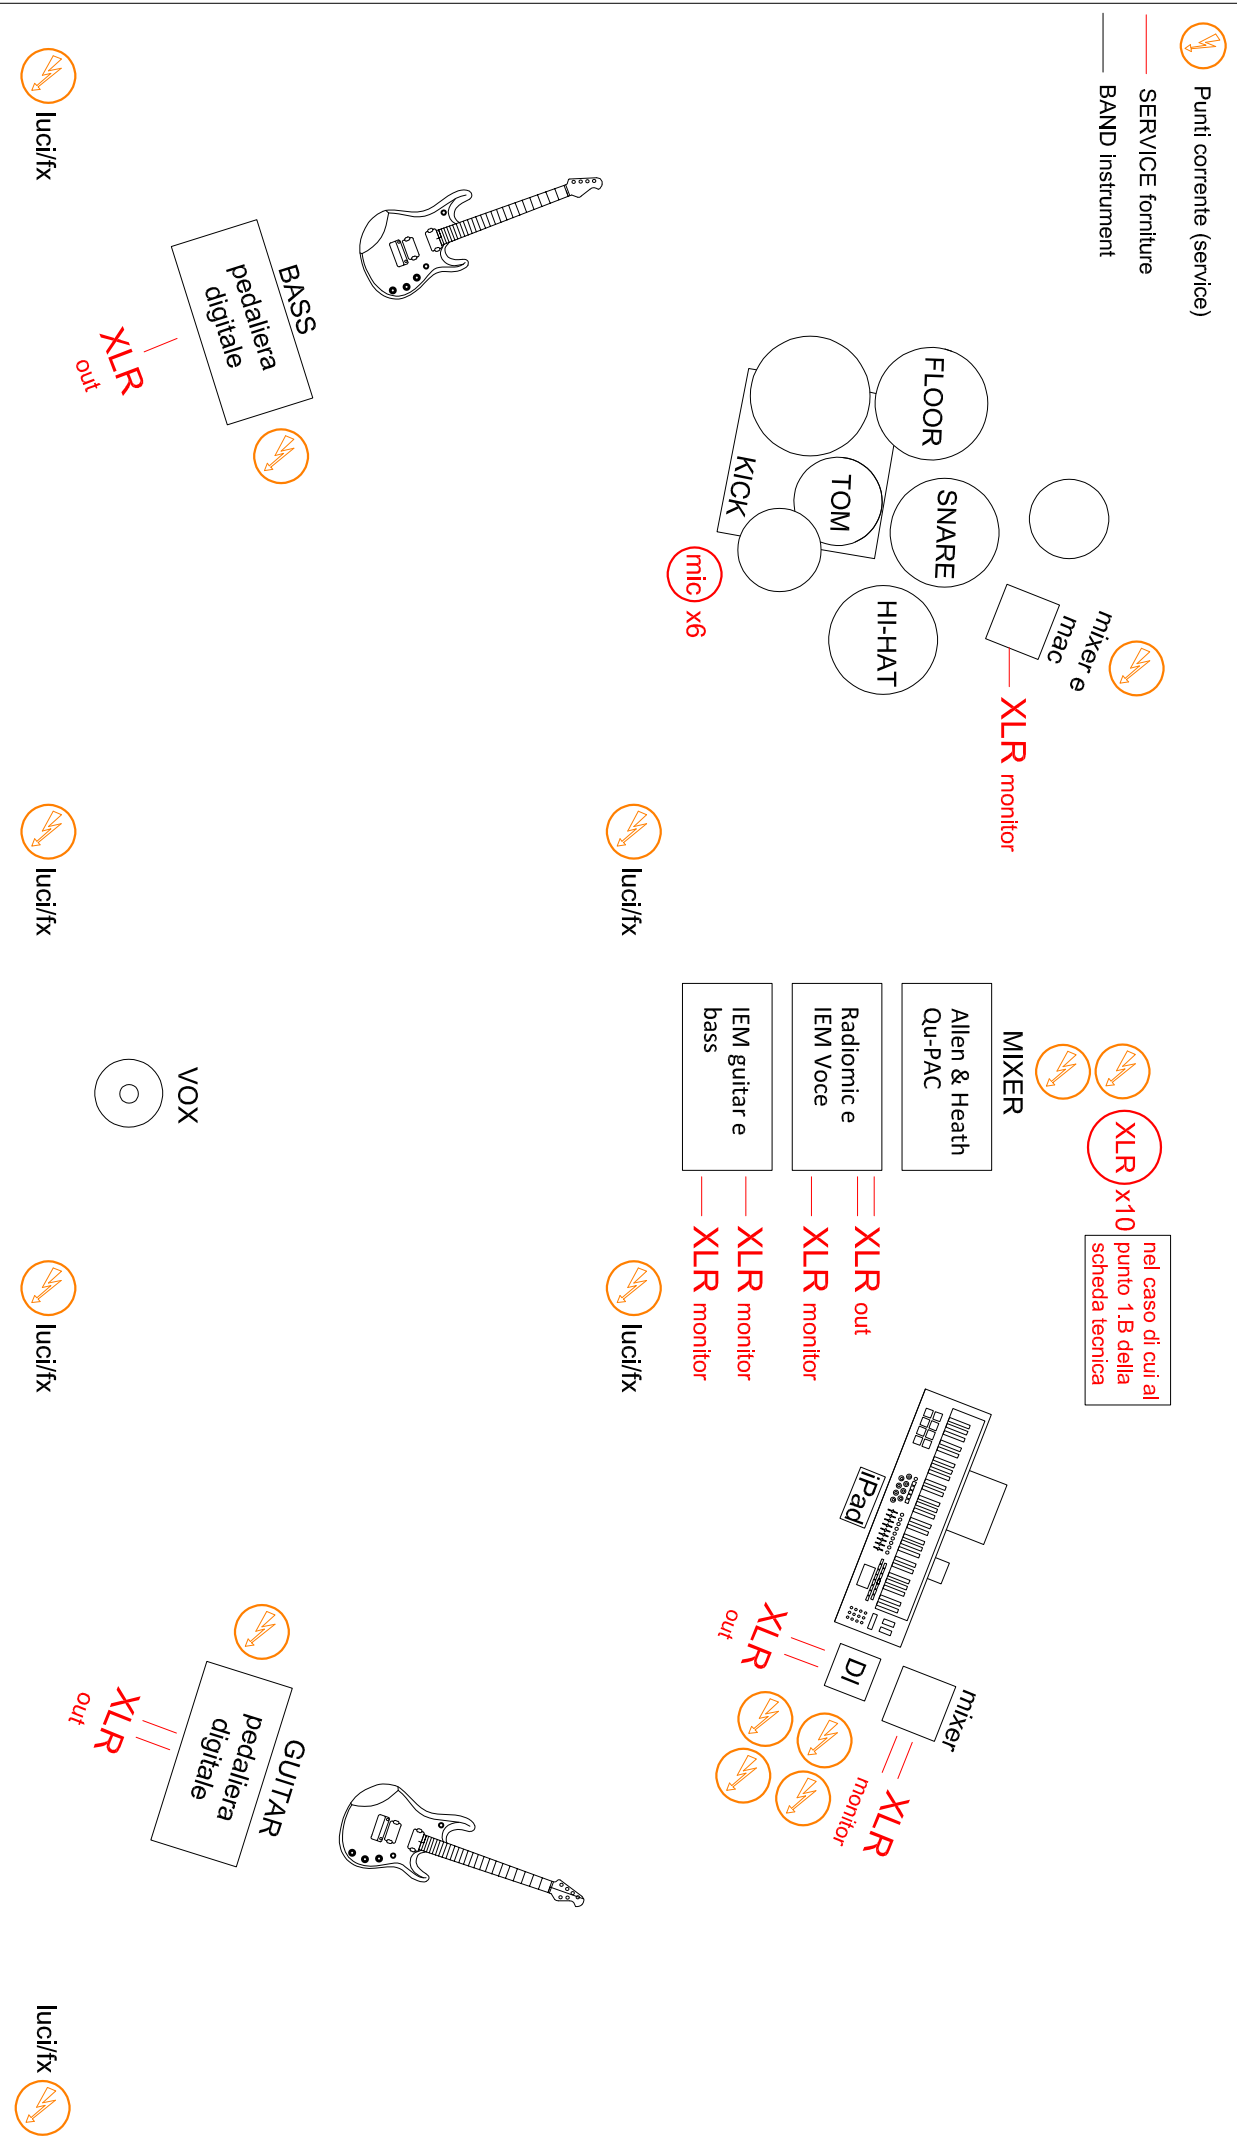 Punti corrente (service)
SERVICE forniture
BAND instrument
mixer e
mac
XLR monitor
FLOOR
SNARE
TOM
HI-HAT
KICK
mic x6
XLR x10
nel caso di cui al
punto 1.B della
scheda tecnica
MIXER
Allen & Heath
Qu-PAC
Radiomic e
IEM Voce
XLR out
XLR monitor
IEM guitar e
bass
XLR monitor
XLR monitor
iPad
DI
XLR
out
mixer
XLR
monitor
luci/fx
luci/fx
BASS
pedaliera
digitale
XLR
out
VOX
GUITAR
pedaliera
digitale
XLR
out
luci/fx
luci/fx
luci/fx
luci/fx